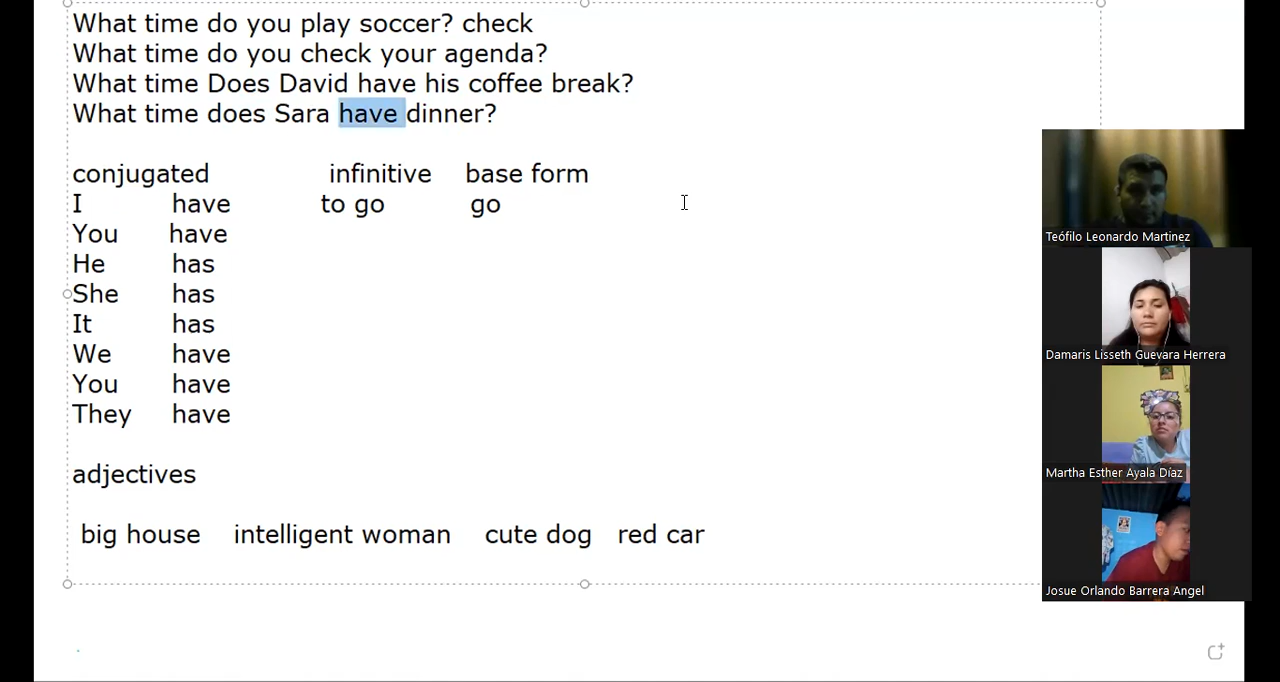 What time do you play soccer? check
What time do you check your agenda?
What time Does David have his coffee break?
What time does Sara have dinner?
conjugated infinitive base form
I have to go go
You have
He has
She has
It has
We have
You have
They have
adjectives
big house intelligent woman cute dog red car
Teófilo Leonardo Martinez
Damaris Lisseth Guevara Herrera
Martha Esther Ayala Díaz
Josue Orlando Barrera Angel